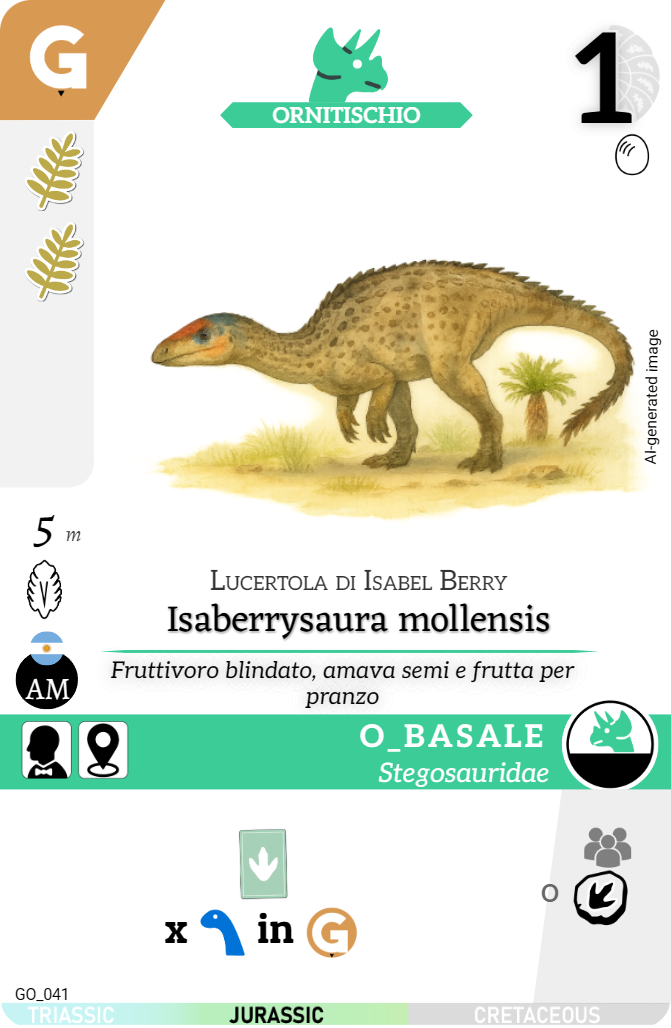 G
1
ORNITISCHIO
AI-generated image
5 m
Lucertola di Isabel Berry
Isaberrysaura mollensis
AM
Fruttivoro blindato, amava semi e frutta per
pranzo
O_BASALE
Stegosauridae
O
x in G
GO_041
TRIASSIC JURASSIC CRETACEOUS